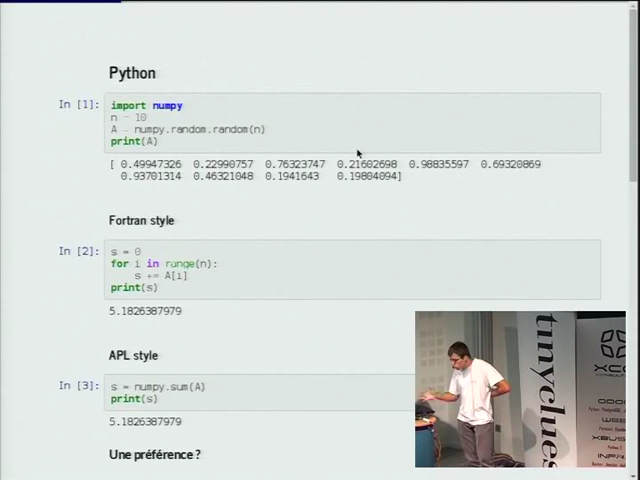 Python
In [1]:
import numpy
n = 10
A = numpy.random.random(n)
print(A)
[ 0.49947326 0.22990757 0.76323747 0.21602698 0.98835597 0.69320869
0.93701314 0.46321048 0.1941643 0.19804094]
Fortran style
In [2]:
s = 0
for i in range(n):
s += A[i]
print(s)
5.1826387979
APL style
In [3]:
s = numpy.sum(A)
print(s)
5.1826387979
Une préférence ?
tinyclues